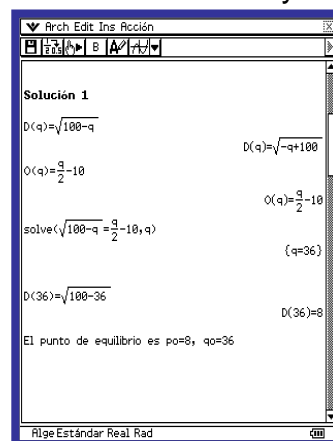 Arch Edit Ins Acción
B
Solución 1
D(q)=√100-q
D(q)=√-q+100
O(q)=q/2-10
O(q)=q/2-10
solve(√100-q=q/2-10,q)
{q=36}
D(36)=√100-36
D(36)=8
El punto de equilibrio es po=8, qo=36
Alge Estándar Real Rad